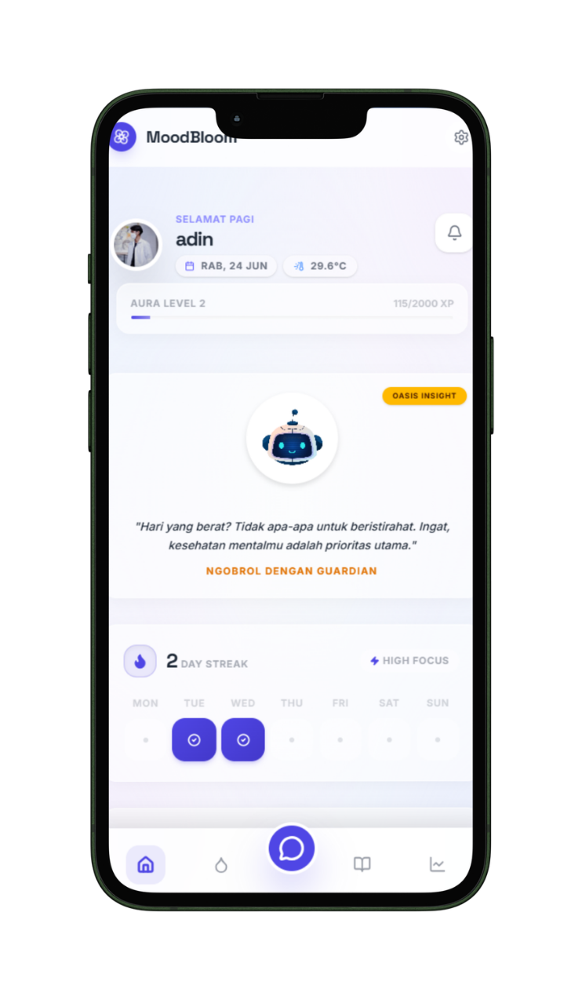 MoodBloom
SELAMAT PAGI
adin
RAB, 24 JUN
29.6°C
AURA LEVEL 2
115/2000 XP
OASIS INSIGHT
"Hari yang berat? Tidak apa-apa untuk beristirahat. Ingat,
kesehatan mentalmu adalah prioritas utama."
NGOBROL DENGAN GUARDIAN
2 DAY STREAK
HIGH FOCUS
MON TUE WED THU FRI SAT SUN